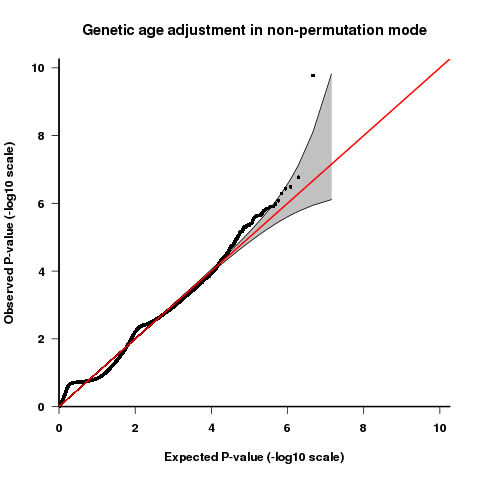 Genetic age adjustment in non-permutation mode
Observed P-value (-log10 scale)
10
8
6
4
2
0
0 2 4 6 8 10
Expected P-value (-log10 scale)